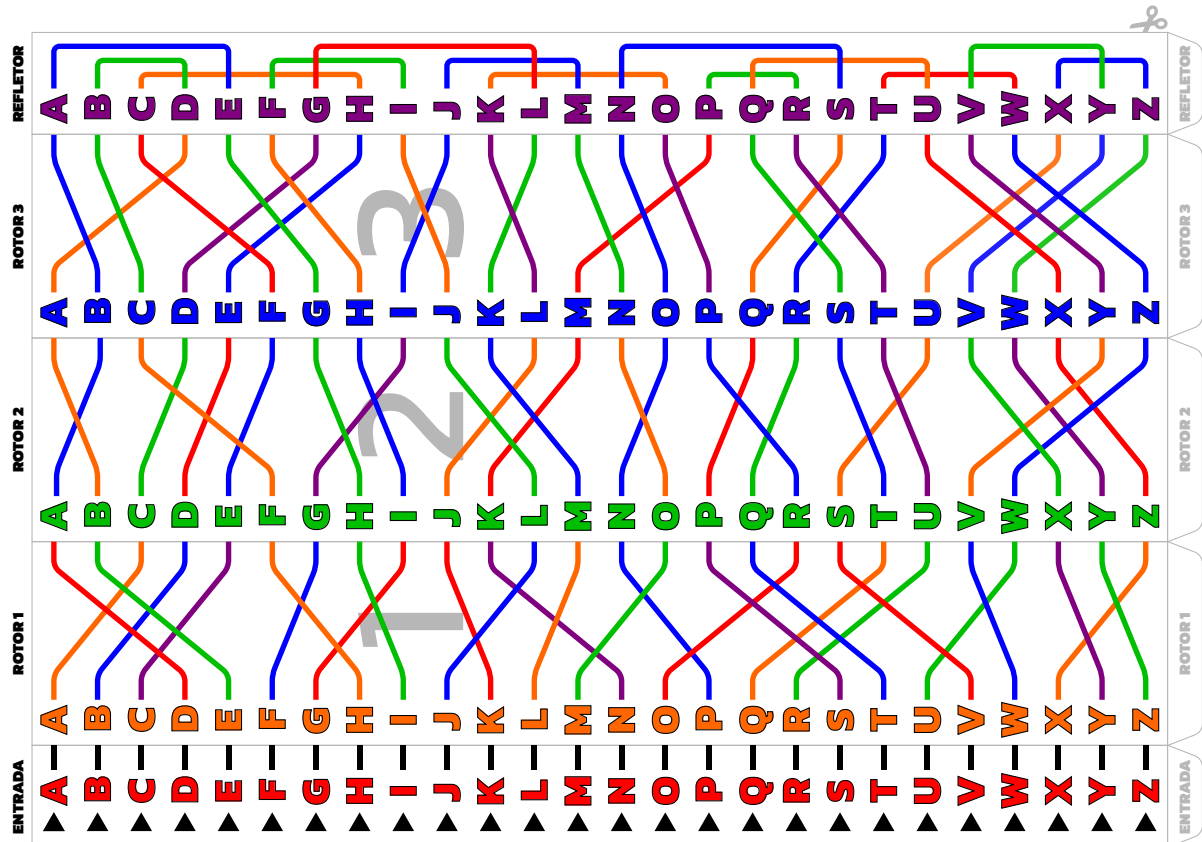 REFLETOR A B C D E F G H I J K L M N O P Q R S T U V W X Y Z REFLETOR
ROTOR 3 3 ROTOR 3
A B C D E F G H I J K L M N O P Q R S T U V W X Y Z
ROTOR 2 2 ROTOR 2
A B C D E F G H I J K L M N O P Q R S T U V W X Y Z
ROTOR 1 1 ROTOR 1
A B C D E F G H I J K L M N O P Q R S T U V W X Y Z
ENTRADA A B C D E F G H I J K L M N O P Q R S T U V W X Y Z ENTRADA